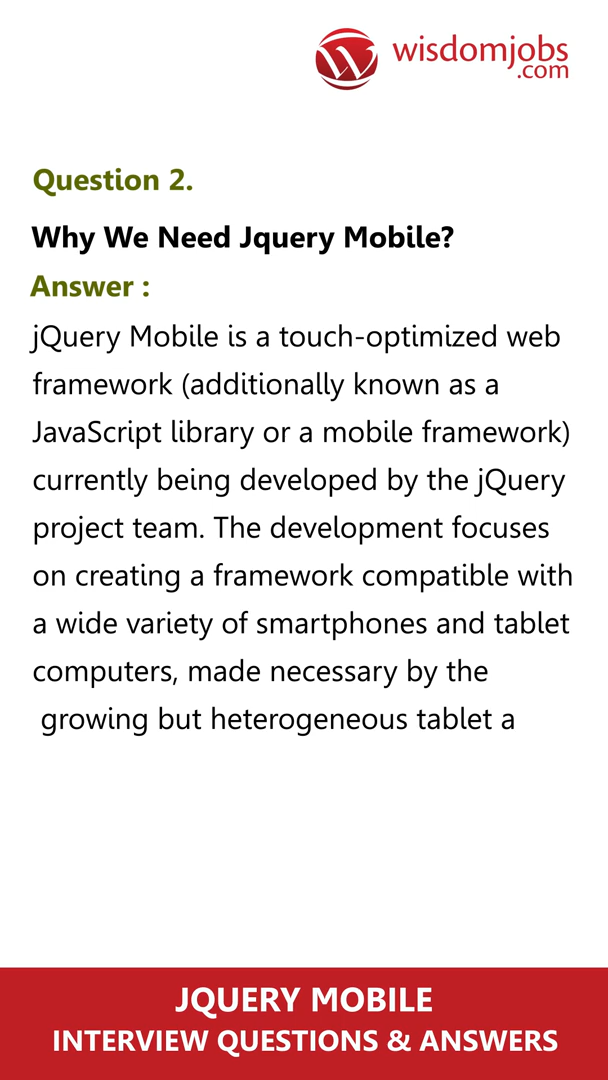 wisdomjobs
.com
Question 2.
Why We Need Jquery Mobile?
Answer :
jQuery Mobile is a touch-optimized web
framework (additionally known as a
JavaScript library or a mobile framework)
currently being developed by the jQuery
project team. The development focuses
on creating a framework compatible with
a wide variety of smartphones and tablet
computers, made necessary by the
growing but heterogeneous tablet a
JQUERY MOBILE
INTERVIEW QUESTIONS & ANSWERS